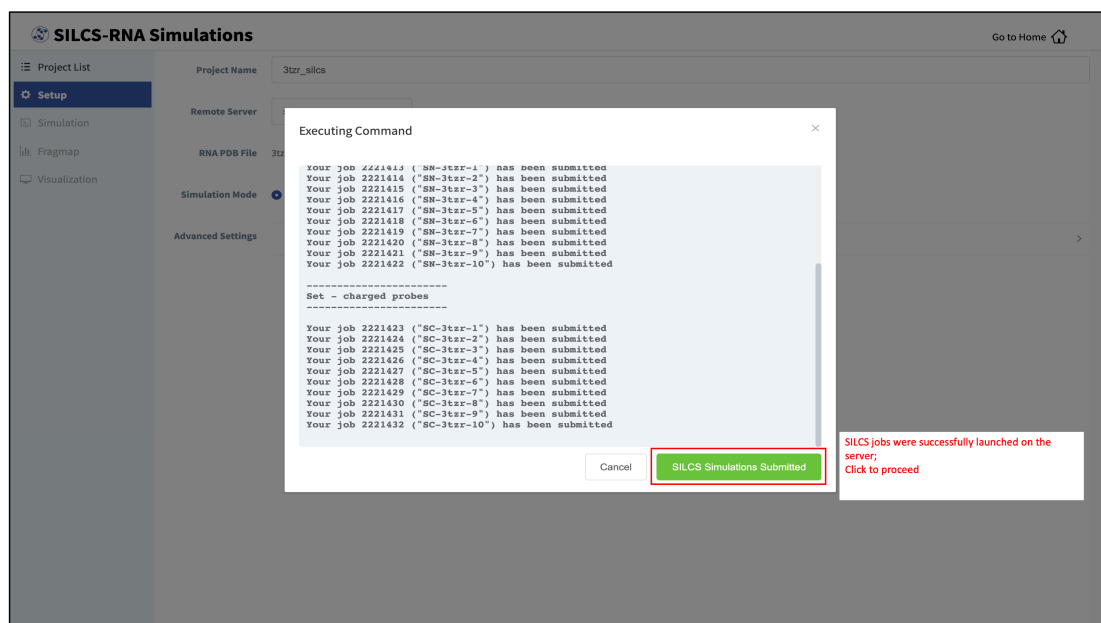 SILCS-RNA Simulations
Go to Home
Project List
Setup
Simulation
Fragmap
Visualization
Project Name
3tzr_silcs
Remote Server
RNA PDB File
3tz
Simulation Mode
Advanced Settings
Executing Command
Your job 2221413 ("SN-3tzr-1") has been submitted
Your job 2221414 ("SN-3tzr-2") has been submitted
Your job 2221415 ("SN-3tzr-3") has been submitted
Your job 2221416 ("SN-3tzr-4") has been submitted
Your job 2221417 ("SN-3tzr-5") has been submitted
Your job 2221418 ("SN-3tzr-6") has been submitted
Your job 2221419 ("SN-3tzr-7") has been submitted
Your job 2221420 ("SN-3tzr-8") has been submitted
Your job 2221421 ("SN-3tzr-9") has been submitted
Your job 2221422 ("SN-3tzr-10") has been submitted
-----------------------
Set - charged probes
-----------------------
Your job 2221423 ("SC-3tzr-1") has been submitted
Your job 2221424 ("SC-3tzr-2") has been submitted
Your job 2221425 ("SC-3tzr-3") has been submitted
Your job 2221426 ("SC-3tzr-4") has been submitted
Your job 2221427 ("SC-3tzr-5") has been submitted
Your job 2221428 ("SC-3tzr-6") has been submitted
Your job 2221429 ("SC-3tzr-7") has been submitted
Your job 2221430 ("SC-3tzr-8") has been submitted
Your job 2221431 ("SC-3tzr-9") has been submitted
Your job 2221432 ("SC-3tzr-10") has been submitted
Cancel
SILCS Simulations Submitted
SILCS jobs were successfully launched on the
server;
Click to proceed